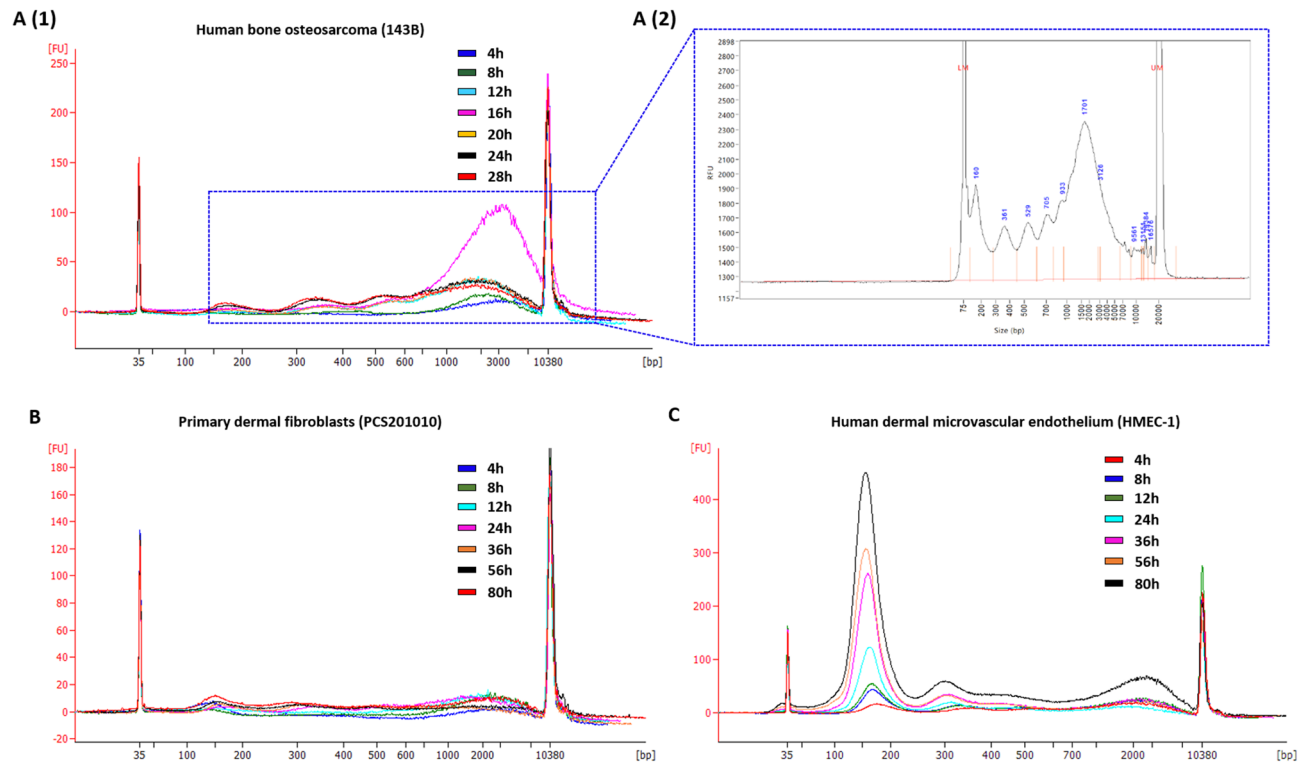 A (1)
Human bone osteosarcoma (143B)
[FU]
250
200
150
100
50
0
4h
8h
12h
16h
20h
24h
28h
35 100 200 300 400 500 600 1000 3000 10380 [bp]
A (2)
2898
2800
2700
2600
2500
2400
2300
2200
2100
2000
1900
1800
1700
1600
1500
1400
1300
1157
RFU
LM
UM
160
361
529
705
933
1701
3128
9561
16576
75 200 300 400 500 700 1000 1500 2000 3000 4000 5000 7000 10000 20000
Size (bp)
B
Primary dermal fibroblasts (PCS201010)
[FU]
180
160
140
120
100
80
60
40
20
0
-20
4h
8h
12h
24h
36h
56h
80h
35 100 200 300 400 500 600 1000 2000 10380 [bp]
C
Human dermal microvascular endothelium (HMEC-1)
[FU]
400
300
200
100
0
4h
8h
12h
24h
36h
56h
80h
35 100 200 300 400 500 700 2000 10380 [bp]